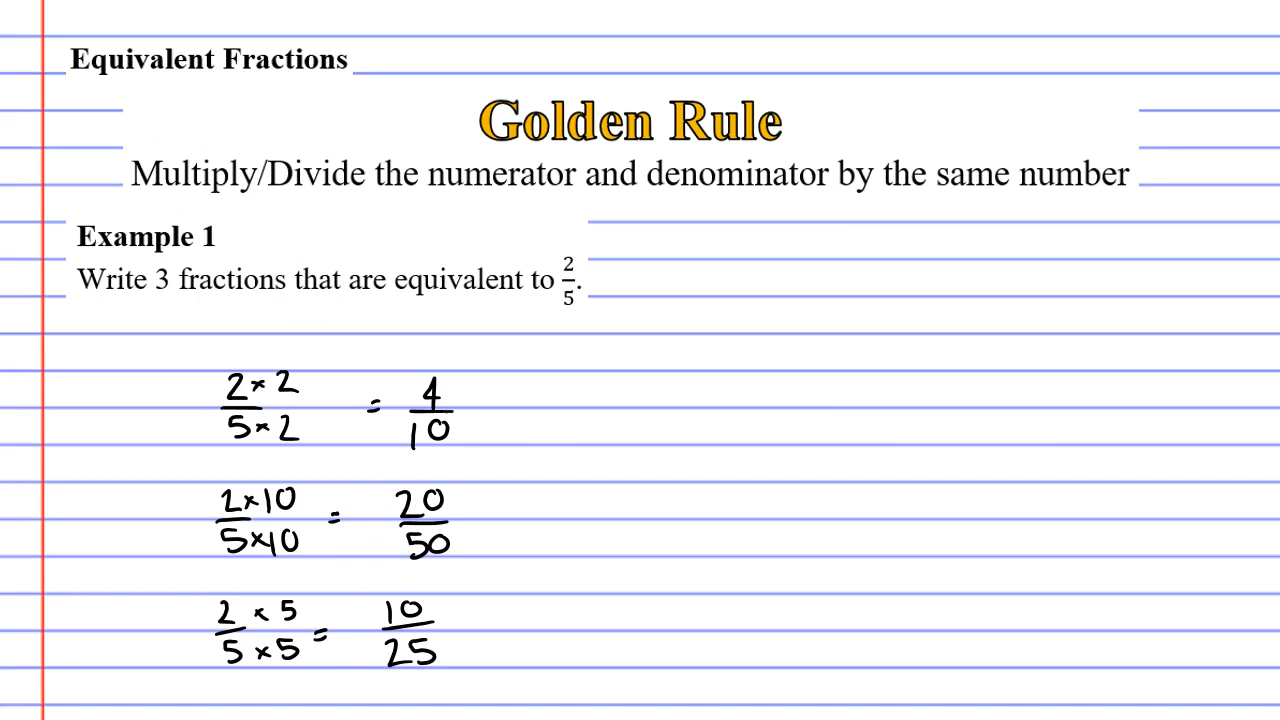 Equivalent Fractions
Golden Rule
Multiply/Divide the numerator and denominator by the same number
Example 1
Write 3 fractions that are equivalent to 2/5.
2 × 2 / 5 × 2 = 4/10
2 × 10 / 5 × 10 = 20/50
2 × 5 / 5 × 5 = 10/25